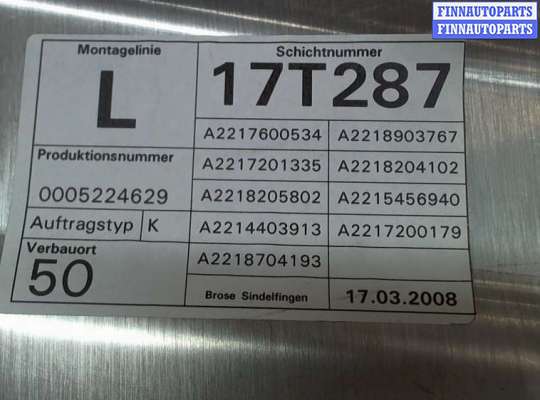 FINNAUTOPARTS
FINNAUTOPARTS
Montagelinie
L
Schichtnummer
17T287
A2217600534 A2218903767
Produktionsnummer
0005224629
A2217201335 A2218204102
A2218205802 A2215456940
Auftragstyp K
A2214403913 A2217200179
Verbauort
50
A2218704193
Brose Sindelfingen 17.03.2008